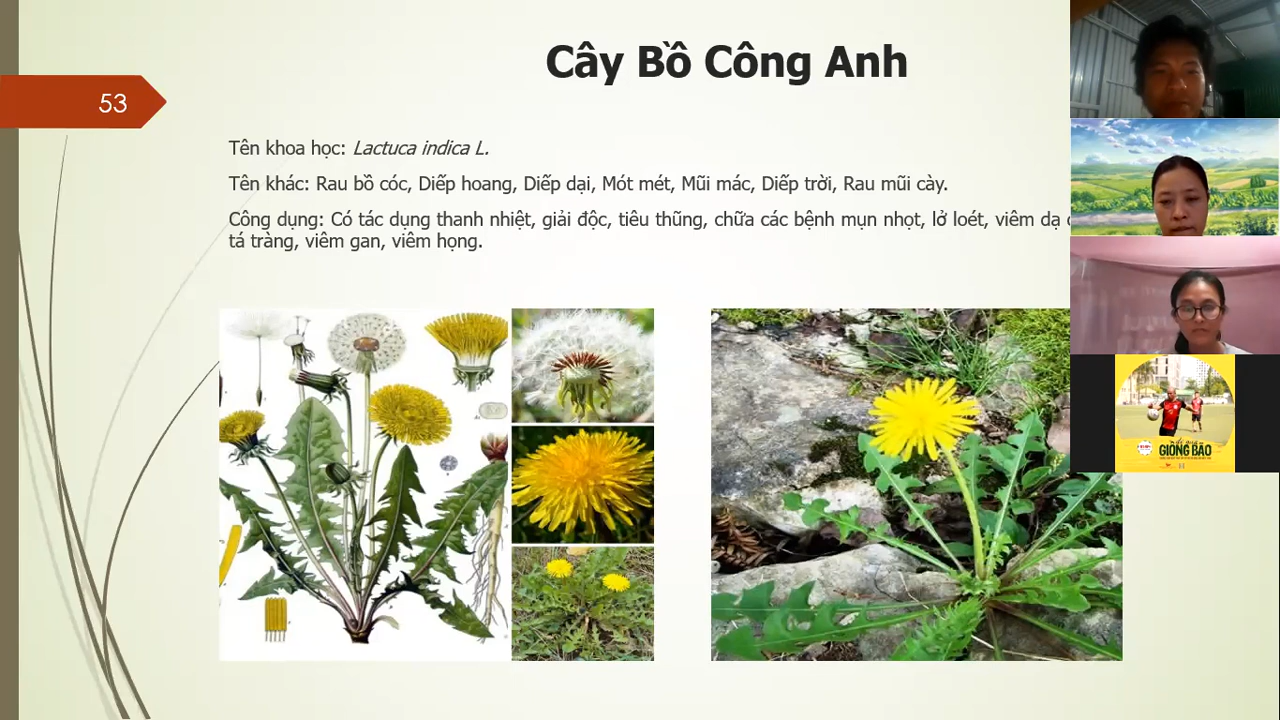 Cây Bồ Công Anh
53
Tên khoa học: Lactuca indica L.
Tên khác: Rau bồ cóc, Diếp hoang, Diếp dại, Mót mét, Mũi mác, Diếp trời, Rau mũi cày.
Công dụng: Có tác dụng thanh nhiệt, giải độc, tiêu thũng, chữa các bệnh mụn nhọt, lở loét, viêm dạ
tá tràng, viêm gan, viêm họng.
GIÔNG BÃO